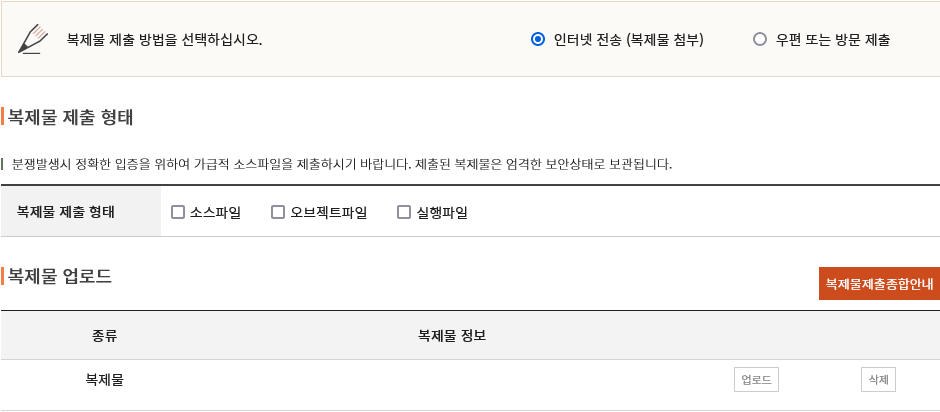 복제물 제출 방법을 선택하십시오. 인터넷 전송 (복제물 첨부) 우편 또는 방문 제출
복제물 제출 형태
분쟁발생시 정확한 입증을 위하여 가급적 소스파일을 제출하시기 바랍니다. 제출된 복제물은 엄격한 보안상태로 보관됩니다.
복제물 제출 형태 소스파일 오브젝트파일 실행파일
복제물 업로드 복제물제출종합안내
종류 복제물 정보
복제물 업로드 삭제